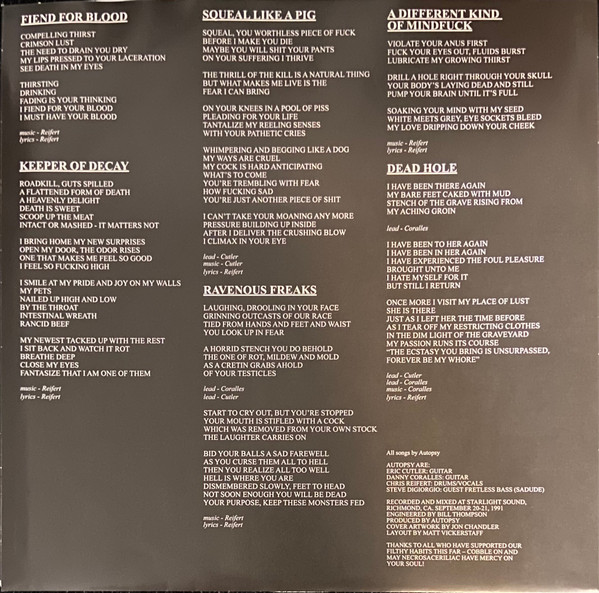 FIEND FOR BLOOD
COMPELLING THIRST
CRIMSON LUST
THE NEED TO DRAIN YOU DRY
MY LIPS PRESSED TO YOUR LACERATION
SEE DEATH IN MY EYES
THIRSTING
DRINKING
FADING IS YOUR THINKING
I FIEND FOR YOUR BLOOD
I MUST HAVE YOUR BLOOD
music - Reifert
lyrics - Reifert
KEEPER OF DECAY
ROADKILL, GUTS SPILLED
A FLATTENED FORM OF DEATH
A HEAVENLY DELIGHT
DEATH IS SWEET
SCOOP UP THE MEAT
INTACT OR MASHED - IT MATTERS NOT
I BRING HOME MY NEW SURPRISES
OPEN MY DOOR, THE ODOR RISES
ONE THAT MAKES ME FEEL SO GOOD
I FEEL SO FUCKING HIGH
I SMILE AT MY PRIDE AND JOY ON MY WALLS
MY PETS
NAILED UP HIGH AND LOW
BY THE THROAT
INTESTINAL WREATH
RANCID BEEF
MY NEWEST TACKED UP WITH THE REST
I SIT BACK AND WATCH IT ROT
BREATHE DEEP
CLOSE MY EYES
FANTASIZE THAT I AM ONE OF THEM
music - Reifert
lyrics - Reifert
SQUEAL LIKE A PIG
SQUEAL, YOU WORTHLESS PIECE OF FUCK
BEFORE I MAKE YOU DIE
MAYBE YOU WILL SHIT YOUR PANTS
ON YOUR SUFFERING I THRIVE
THE THRILL OF THE KILL IS A NATURAL THING
BUT WHAT MAKES ME LIVE IS THE
FEAR I CAN BRING
ON YOUR KNEES IN A POOL OF PISS
PLEADING FOR YOUR LIFE
TANTALIZE MY REELING SENSES
WITH YOUR PATHETIC CRIES
WHIMPERING AND BEGGING LIKE A DOG
MY WAYS ARE CRUEL
MY COCK IS HARD ANTICIPATING
WHAT'S TO COME
YOU'RE TREMBLING WITH FEAR
HOW FUCKING SAD
YOU'RE JUST ANOTHER PIECE OF SHIT
I CAN'T TAKE YOUR MOANING ANY MORE
PRESSURE BUILDING UP INSIDE
AFTER I DELIVER THE CRUSHING BLOW
I CLIMAX IN YOUR EYE
lead - Cutler
music - Cutler
lyrics - Reifert
RAVENOUS FREAKS
LAUGHING, DROOLING IN YOUR FACE
GRINNING OUTCASTS OF OUR RACE
TIED FROM HANDS AND FEET AND WAIST
YOU LOOK UP IN FEAR
A HORRID STENCH YOU DO BEHOLD
THE ONE OF ROT, MILDEW AND MOLD
AS A CRETIN GRABS AHOLD
OF YOUR TESTICLES
lead - Coralles
lead - Cutler
START TO CRY OUT, BUT YOU'RE STOPPED
YOUR MOUTH IS STIFLED WITH A COCK
WHICH WAS REMOVED FROM YOUR OWN STOCK
THE LAUGHTER CARRIES ON
BID YOUR BALLS A SAD FAREWELL
AS YOU CURSE THEM ALL TO HELL
THEN YOU REALIZE ALL TOO WELL
HELL IS WHERE YOU ARE
DISMEMBERED SLOWLY, FEET TO HEAD
NOT SOON ENOUGH YOU WILL BE DEAD
YOUR PURPOSE, KEEP THESE MONSTERS FED
music - Reifert
lyrics - Reifert
A DIFFERENT KIND
OF MINDFUCK
VIOLATE YOUR ANUS FIRST
FUCK YOUR EYES OUT, FLUIDS BURST
LUBRICATE MY GROWING THIRST
DRILL A HOLE RIGHT THROUGH YOUR SKULL
YOUR BODY'S LAYING DEAD AND STILL
PUMP YOUR BRAIN UNTIL IT'S FULL
SOAKING YOUR MIND WITH MY SEED
WHITE MEETS GREY, EYE SOCKETS BLEED
MY LOVE DRIPPING DOWN YOUR CHEEK
music - Reifert
lyrics - Reifert
DEAD HOLE
I HAVE BEEN THERE AGAIN
MY BARE FEET CAKED WITH MUD
STENCH OF THE GRAVE RISING FROM
MY ACHING GROIN
lead - Coralles
I HAVE BEEN TO HER AGAIN
I HAVE BEEN IN HER AGAIN
I HAVE EXPERIENCED THE FOUL PLEASURE
BROUGHT UNTO ME
I HATE MYSELF FOR IT
BUT STILL I RETURN
ONCE MORE I VISIT MY PLACE OF LUST
SHE IS THERE
JUST AS I LEFT HER THE TIME BEFORE
AS I TEAR OFF MY RESTRICTING CLOTHES
IN THE DIM LIGHT OF THE GRAVEYARD
MY PASSION RUNS ITS COURSE
"THE ECSTASY YOU BRING IS UNSURPASSED,
FOREVER BE MY WHORE"
lead - Cutler
lead - Coralles
music - Coralles
lyrics - Reifert
All songs by Autopsy
AUTOPSY ARE:
ERIC CUTLER: GUITAR
DANNY CORALLES: GUITAR
CHRIS REIFERT: DRUMS/VOCALS
STEVE DIGIORGIO: GUEST FRETLESS BASS (SADUDE)
RECORDED AND MIXED AT STARLIGHT SOUND,
RICHMOND, CA. SEPTEMBER 20-21, 1991
ENGINEERED BY BILL THOMPSON
PRODUCED BY AUTOPSY
COVER ARTWORK BY JON CHANDLER
LAYOUT BY MATT VICKERSTAFF
THANKS TO ALL WHO HAVE SUPPORTED OUR
FILTHY HABITS THIS FAR - COBBLE ON AND
MAY NECROSACERILIAC HAVE MERCY ON
YOUR SOUL!